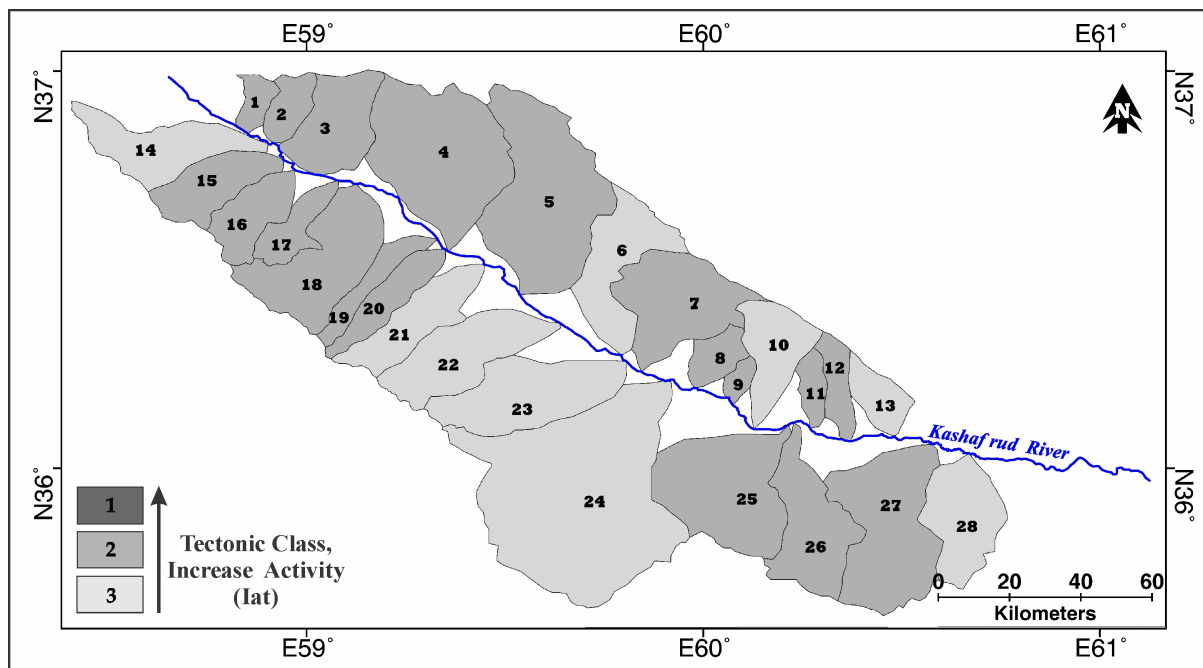 E59° E60° E61°
N37° N37°
N
1
2
3
4
5
6
7
8
9
10
11
12
13
14
15
16
17
18
19
20
21
22
23
24
25
26
27
28
Kashaf rud River
N36° N36°
1
2
3
Tectonic Class,
Increase Activity
(Iat)
0 20 40 60
Kilometers
E59° E60° E61°